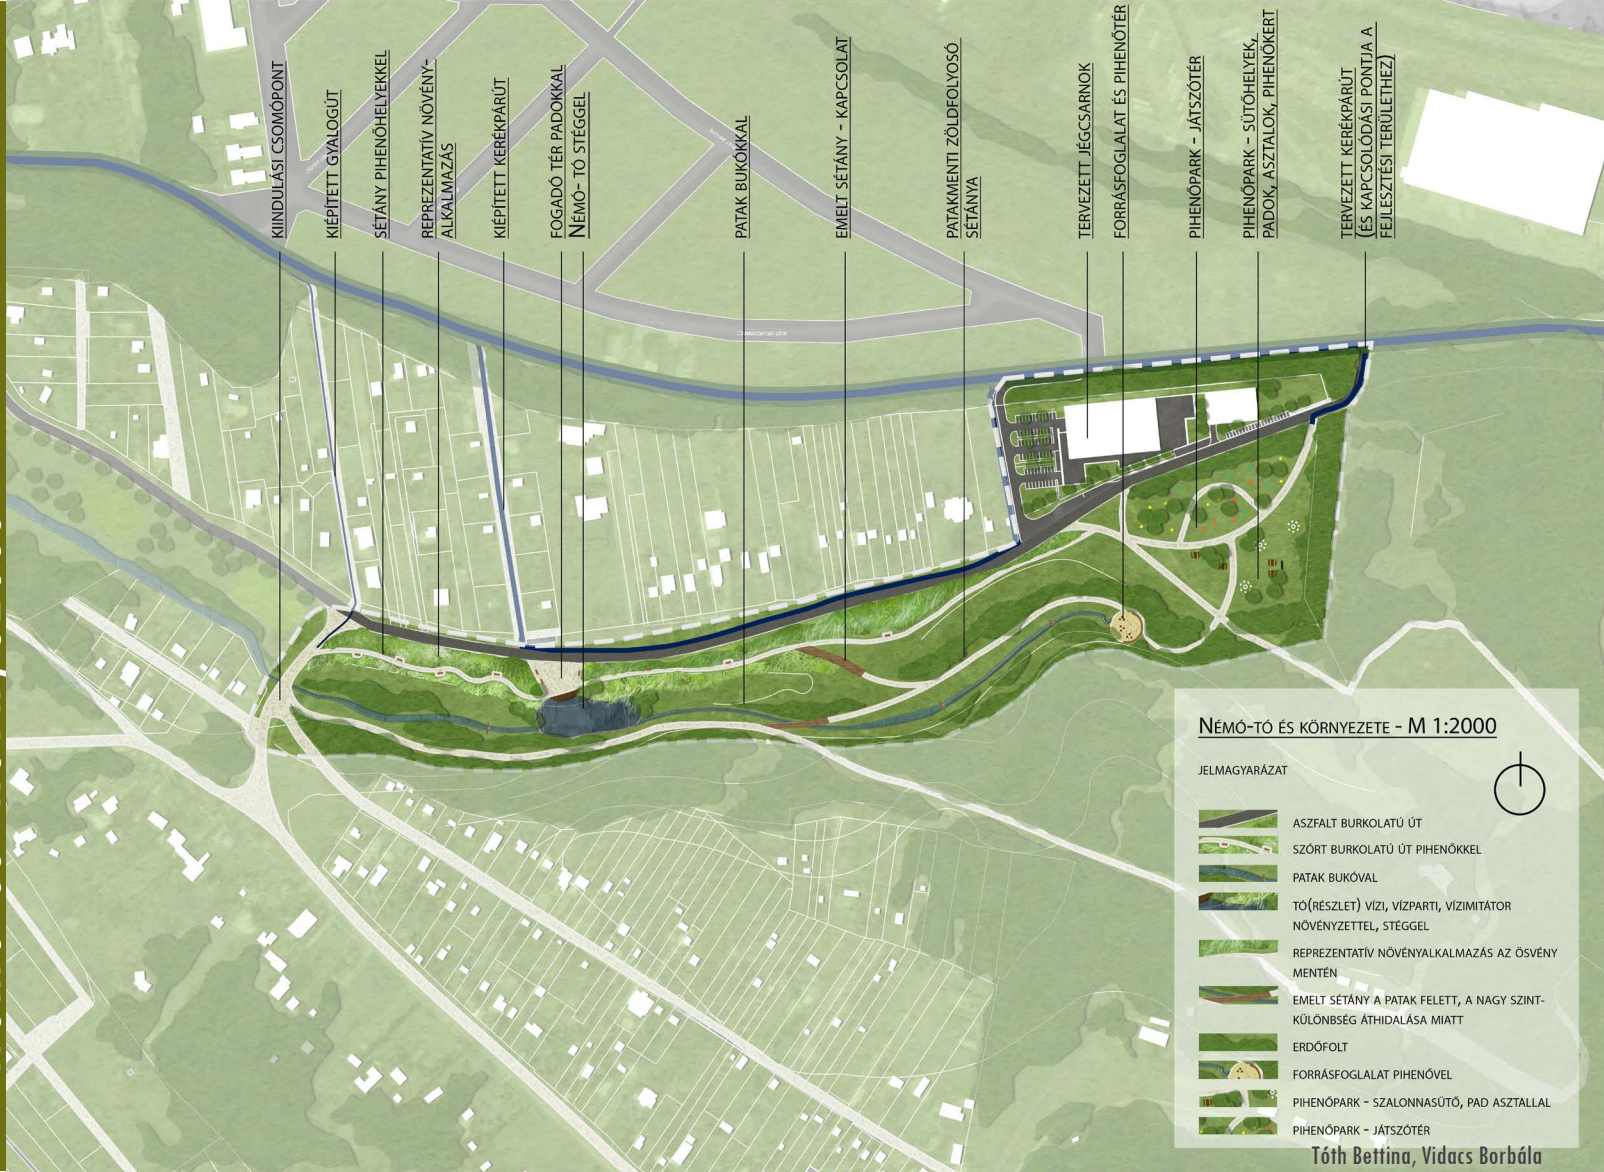 KIINDULÁSI CSOMÓPONT
KIÉPÍTETT GYALOGÚT
SÉTÁNY PIHENŐHELYEKKEL
REPREZENTATÍV NÖVÉNY-
ALKALMAZÁS
KIÉPÍTETT KERÉKPÁRÚT
FOGADÓ TÉR PADOKKAL
NÉMÓ- TÓ STÉGGEL
PATAK BUKÓKKAL
EMELT SÉTÁNY - KAPCSOLAT
PATAKMENTI ZÖLDFOLYOSÓ
SÉTÁNYA
TERVEZETT JÉGCSARNOK
FORRÁSFOGLALAT ÉS PIHENŐTÉR
PIHENŐPARK - JÁTSZÓTÉR
PIHENŐPARK - SÜTŐHELYEK,
PADOK, ASZTALOK, PIHENŐKERT
TERVEZETT KERÉKPÁRÚT
(ÉS KAPCSOLÓDÁSI PONTJA A
FEJLESZTÉSI TERÜLETHEZ)
NÉMÓ-TÓ ÉS KÖRNYEZETE - M 1:2000
JELMAGYARÁZAT
ASZFALT BURKOLATÚ ÚT
SZÓRT BURKOLATÚ ÚT PIHENŐKKEL
PATAK BUKÓVAL
TÓ(RÉSZLET) VÍZI, VÍZPARTI, VÍZIMITÁTOR
NÖVÉNYZETTEL, STÉGGEL
REPREZENTATÍV NÖVÉNYALKALMAZÁS AZ ÖSVÉNY
MENTÉN
EMELT SÉTÁNY A PATAK FELETT, A NAGY SZINT-
KÜLÖNBSÉG ÁTHIDALÁSA MIATT
ERDŐFOLT
FORRÁSFOGLALAT PIHENŐVEL
PIHENŐPARK - SZALONNASÜTŐ, PAD ASZTALLAL
PIHENŐPARK - JÁTSZÓTÉR
Tóth Bettina, Vidacs Borbála